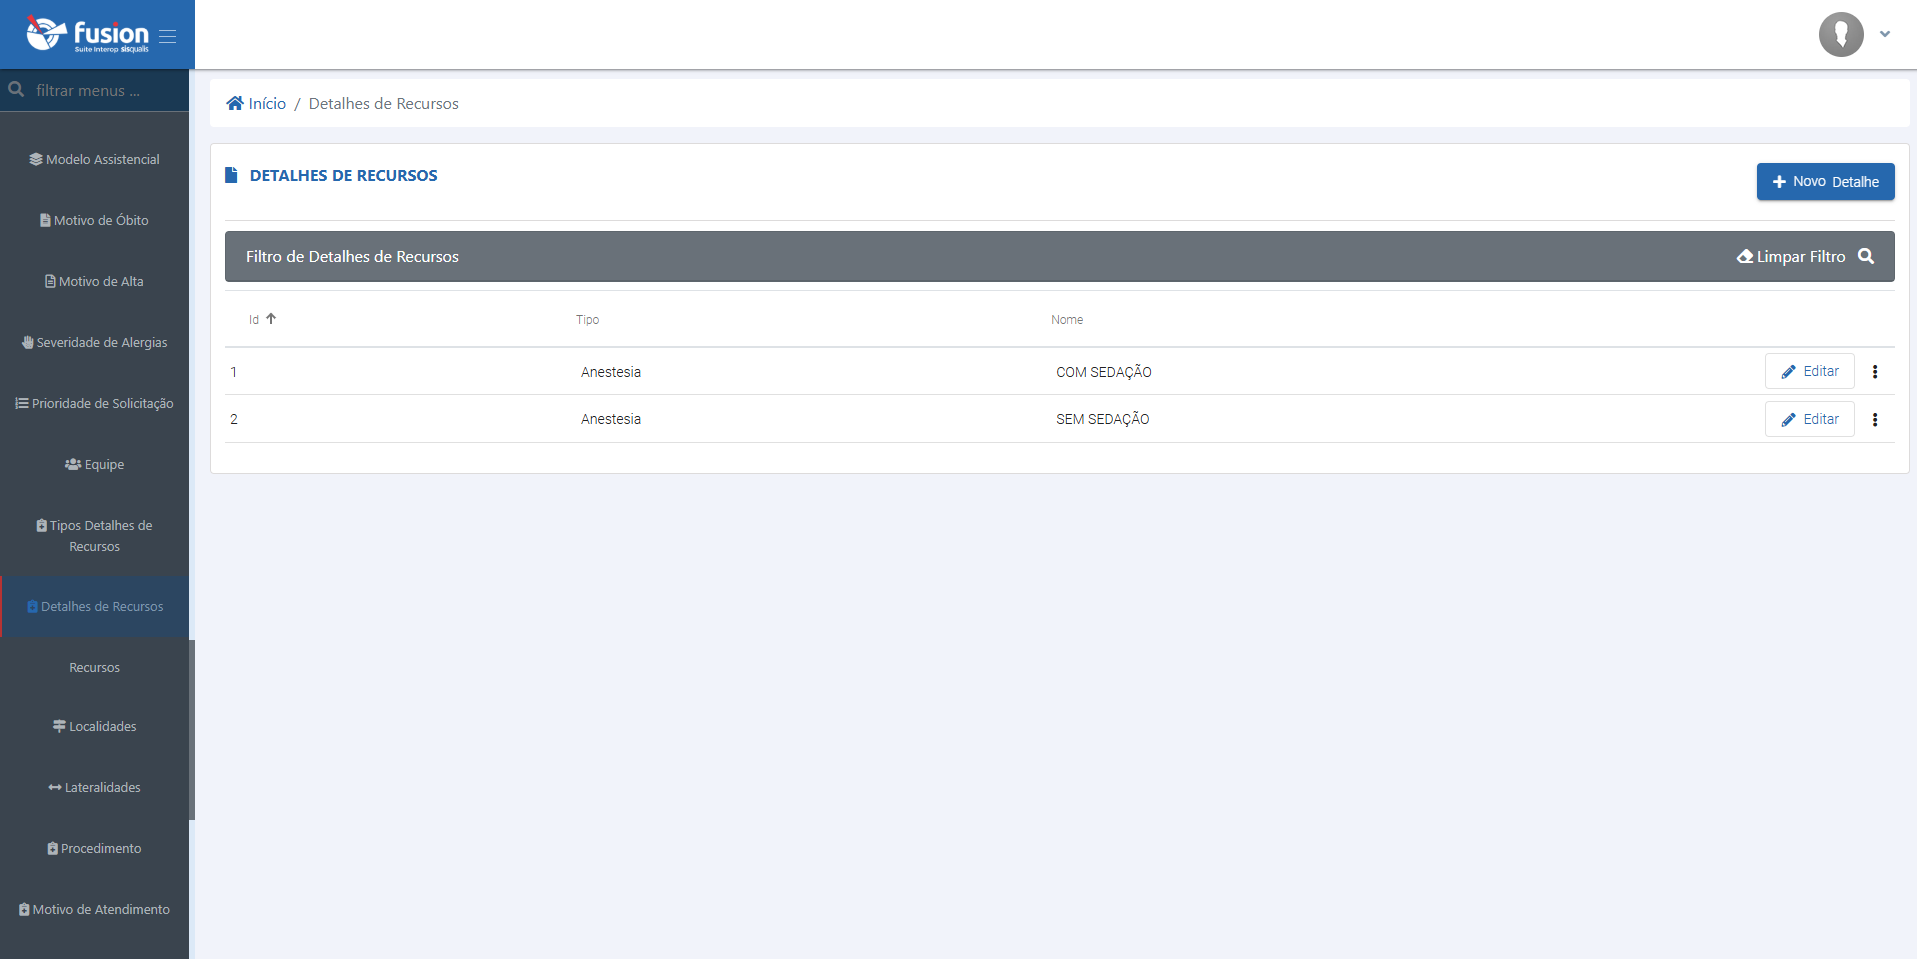 fusion
Suite Interop sisqualis
filtrar menus ...
Modelo Assistencial
Motivo de Óbito
Motivo de Alta
Severidade de Alergias
Prioridade de Solicitação
Equipe
Tipos Detalhes de
Recursos
Detalhes de Recursos
Recursos
Localidades
Lateralidades
Procedimento
Motivo de Atendimento
Início / Detalhes de Recursos
DETALHES DE RECURSOS
Novo Detalhe
Filtro de Detalhes de Recursos
Limpar Filtro
Id Tipo Nome
1 Anestesia COM SEDAÇÃO Editar
2 Anestesia SEM SEDAÇÃO Editar